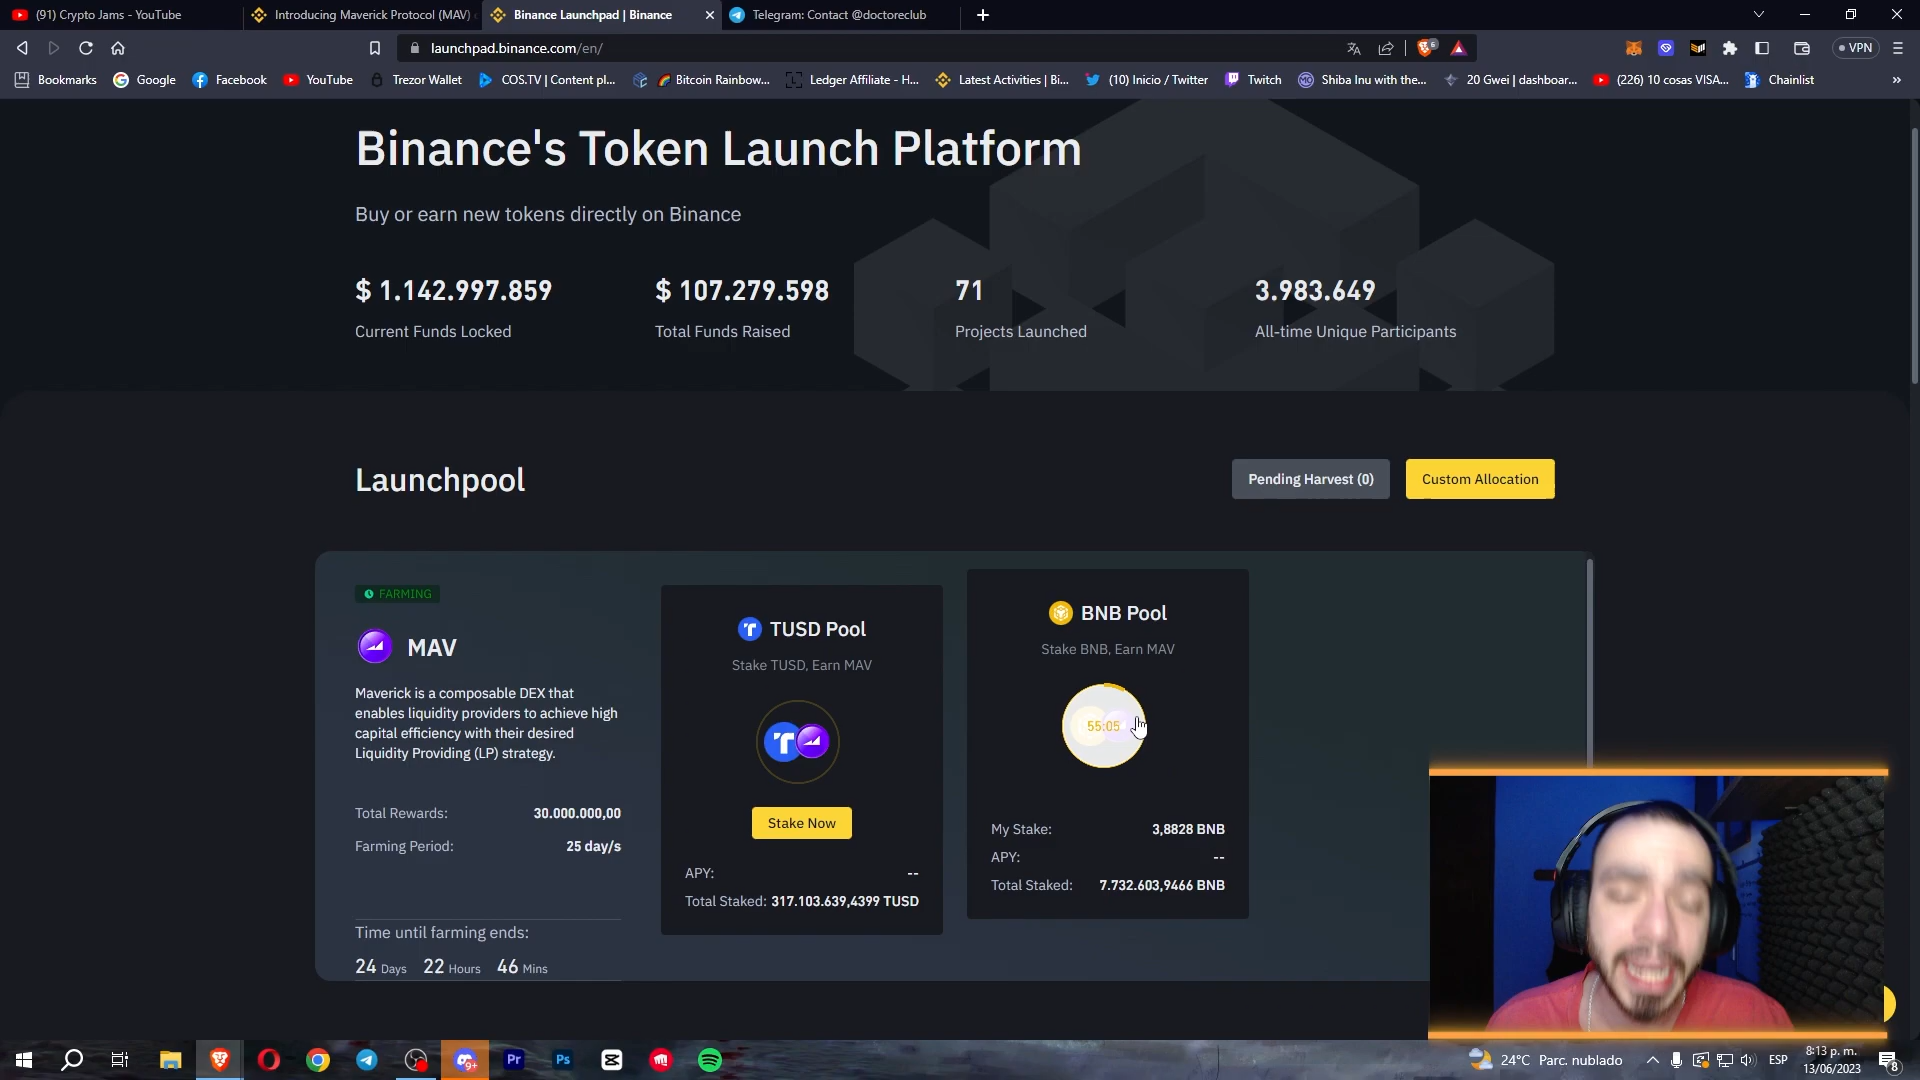 (91) Crypto Jams - YouTube
Introducing Maverick Protocol (MAV)
Binance Launchpad | Binance
Telegram: Contact @doctoreclub
launchpad.binance.com/en/
6
VPN
Bookmarks
Google
Facebook
YouTube
Trezor Wallet
COS.TV | Content pl...
Bitcoin Rainbow...
Ledger Affiliate - H...
Latest Activities | Bi...
(10) Inicio / Twitter
Twitch
Shiba Inu with the...
20 Gwei | dashboar...
(226) 10 cosas VISA...
Chainlist
Binance's Token Launch Platform
Buy or earn new tokens directly on Binance
$ 1.142.997.859
Current Funds Locked
$ 107.279.598
Total Funds Raised
71
Projects Launched
3.983.649
All-time Unique Participants
Launchpool
Pending Harvest (0)
Custom Allocation
FARMING
MAV
Maverick is a composable DEX that
enables liquidity providers to achieve high
capital efficiency with their desired
Liquidity Providing (LP) strategy.
Total Rewards: 30.000.000,00
Farming Period: 25 day/s
Time until farming ends:
24 Days 22 Hours 46 Mins
TUSD Pool
Stake TUSD, Earn MAV
Stake Now
APY: --
Total Staked: 317.103.639,4399 TUSD
BNB Pool
Stake BNB, Earn MAV
55:05
My Stake: 3,8828 BNB
APY: --
Total Staked: 7.732.603,9466 BNB
9+
Pr
Ps
24°C Parc. nublado
ESP
8:13 p. m.
13/06/2023
8